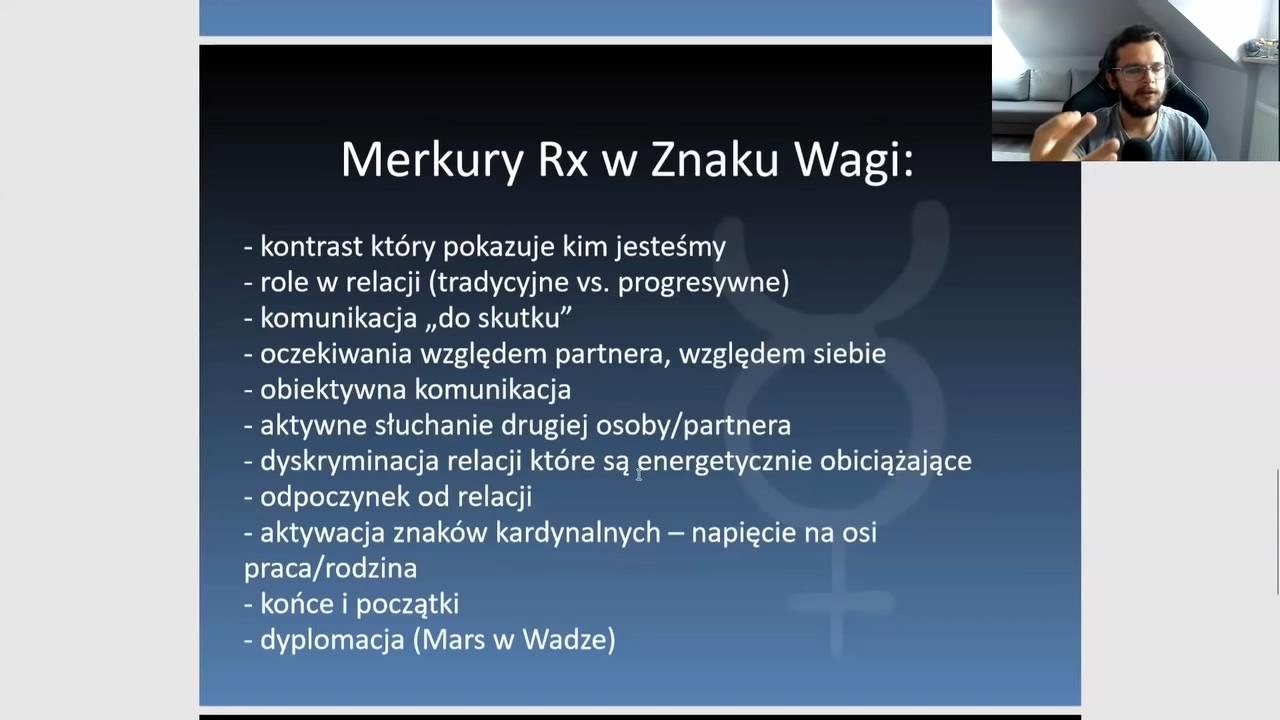 Merkury Rx w Znaku Wagi:
- kontrast który pokazuje kim jesteśmy
- role w relacji (tradycyjne vs. progresywne)
- komunikacja „do skutku”
- oczekiwania względem partnera, względem siebie
- obiektywna komunikacja
- aktywne słuchanie drugiej osoby/partnera
- dyskryminacja relacji które są energetycznie obiciążające
- odpoczynek od relacji
- aktywacja znaków kardynalnych – napięcie na osi
praca/rodzina
- końce i początki
- dyplomacja (Mars w Wadze)